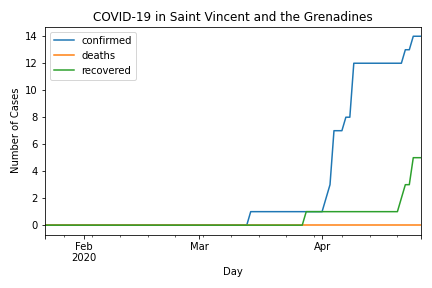 COVID-19 in Saint Vincent and the Grenadines
confirmed
deaths
recovered
Number of Cases
14
12
10
8
6
4
2
0
Feb
2020
Mar
Apr
Day